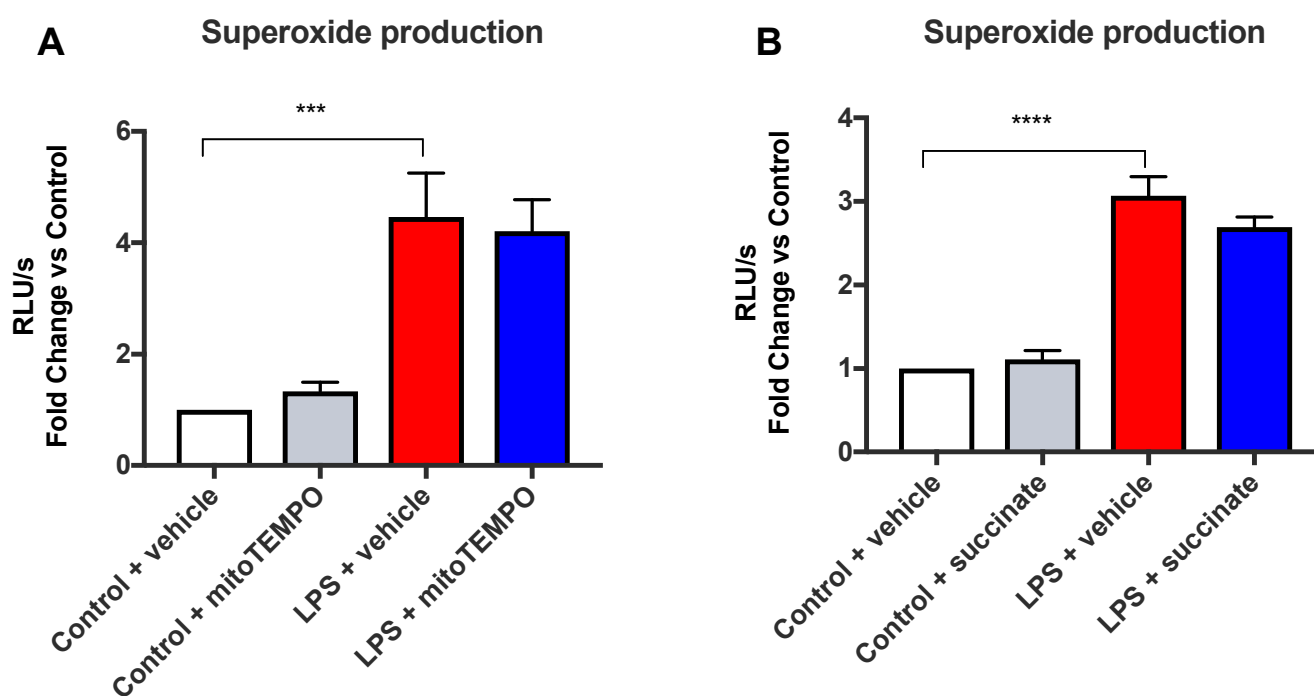 A
Superoxide production
***
RLU/s
Fold Change vs Control
6
4
2
0
Control + vehicle
Control + mitoTEMPO
LPS + vehicle
LPS + mitoTEMPO
B
Superoxide production
****
RLU/s
Fold Change vs Control
4
3
2
1
0
Control + vehicle
Control + succinate
LPS + vehicle
LPS + succinate